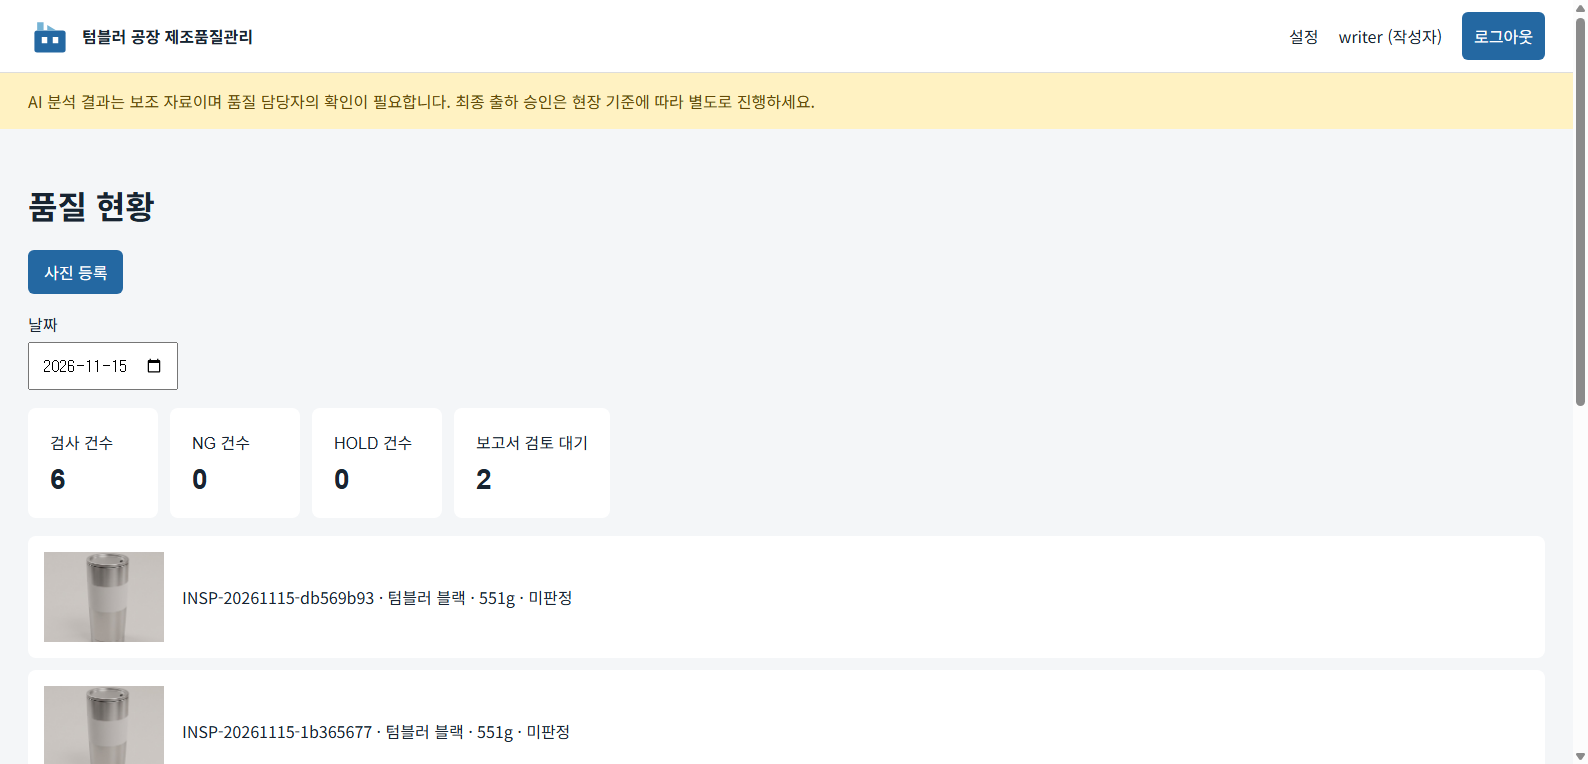 텀블러 공장 제조품질관리
설정 writer (작성자) 로그아웃
AI 분석 결과는 보조 자료이며 품질 담당자의 확인이 필요합니다. 최종 출하 승인은 현장 기준에 따라 별도로 진행하세요.
품질 현황
사진 등록
날짜
2026-11-15
검사 건수
6
NG 건수
0
HOLD 건수
0
보고서 검토 대기
2
INSP-20261115-db569b93 · 텀블러 블랙 · 551g · 미판정
INSP-20261115-1b365677 · 텀블러 블랙 · 551g · 미판정